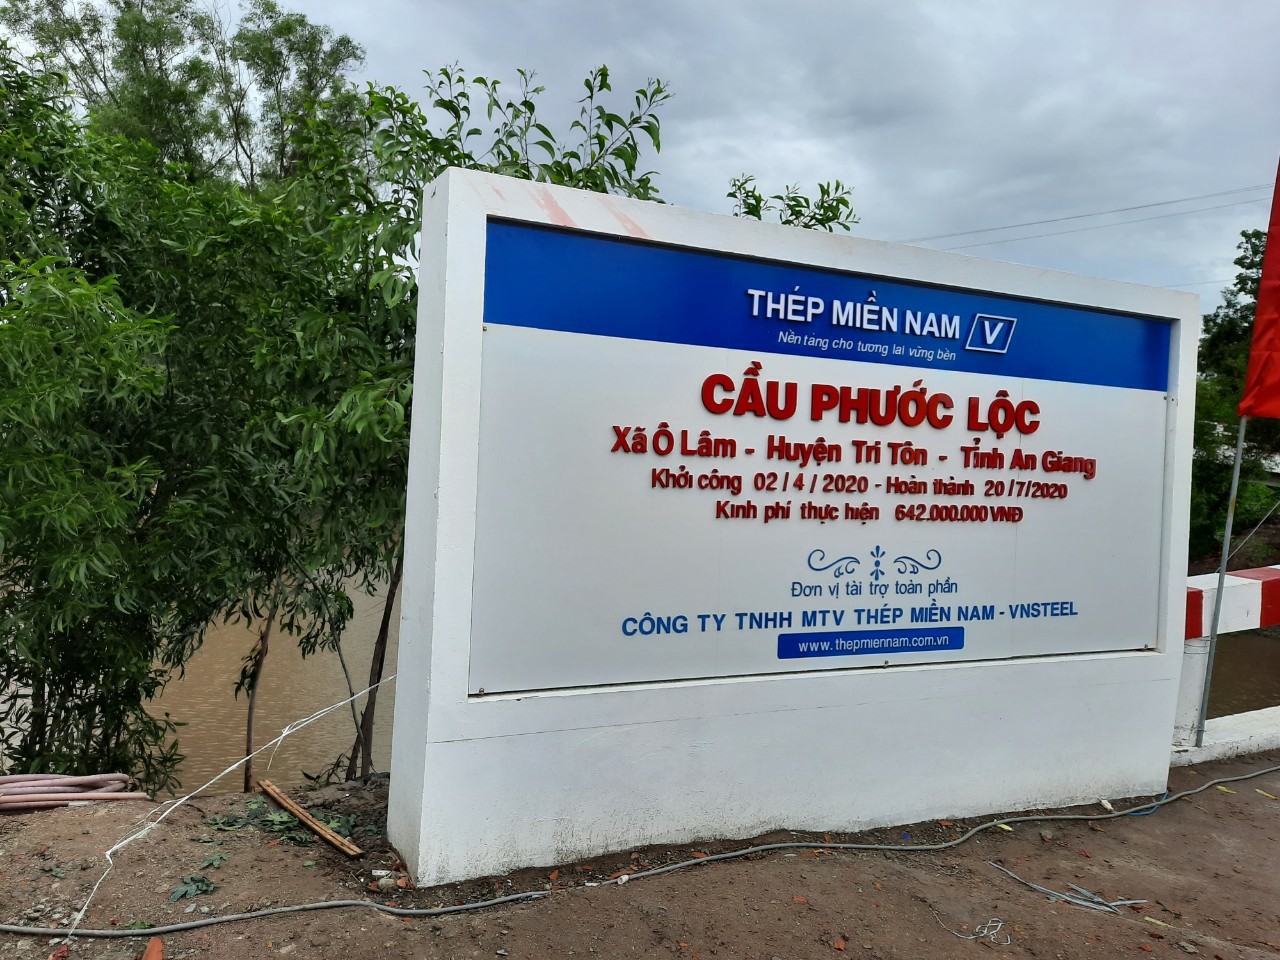 THÉP MIỀN NAM V
Nền tảng cho tương lai vững bền
CẦU PHƯỚC LỘC
Xã Ô Lâm - Huyện Tri Tôn - Tỉnh An Giang
Khởi công 02/4/2020 - Hoàn thành 20/7/2020
Kinh phí thực hiện 642.000.000 VNĐ
Đơn vị tài trợ toàn phần
CÔNG TY TNHH MTV THÉP MIỀN NAM - VNSTEEL
www.thepmiennam.com.vn